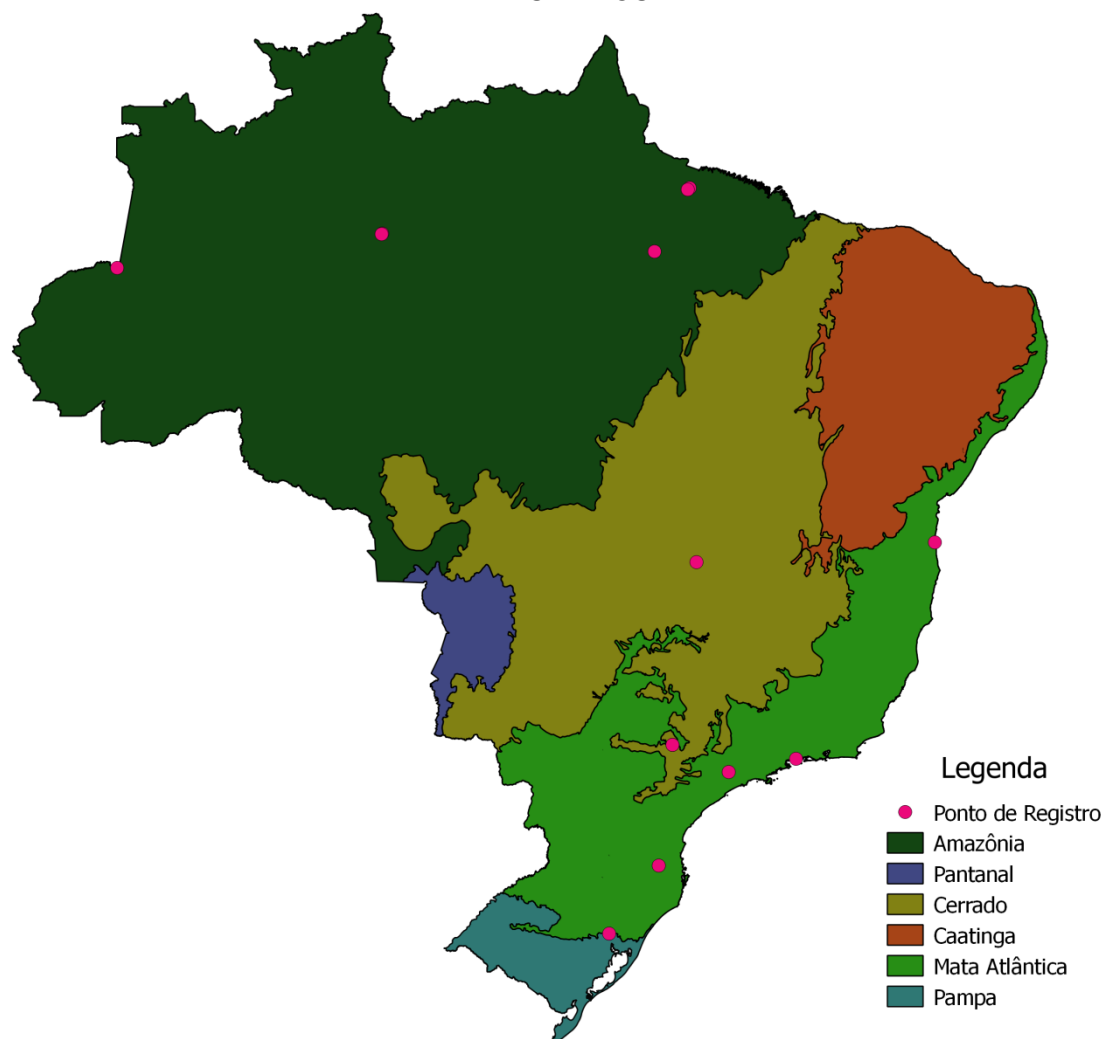 Legenda
Ponto de Registro
Amazônia
Pantanal
Cerrado
Caatinga
Mata Atlântica
Pampa